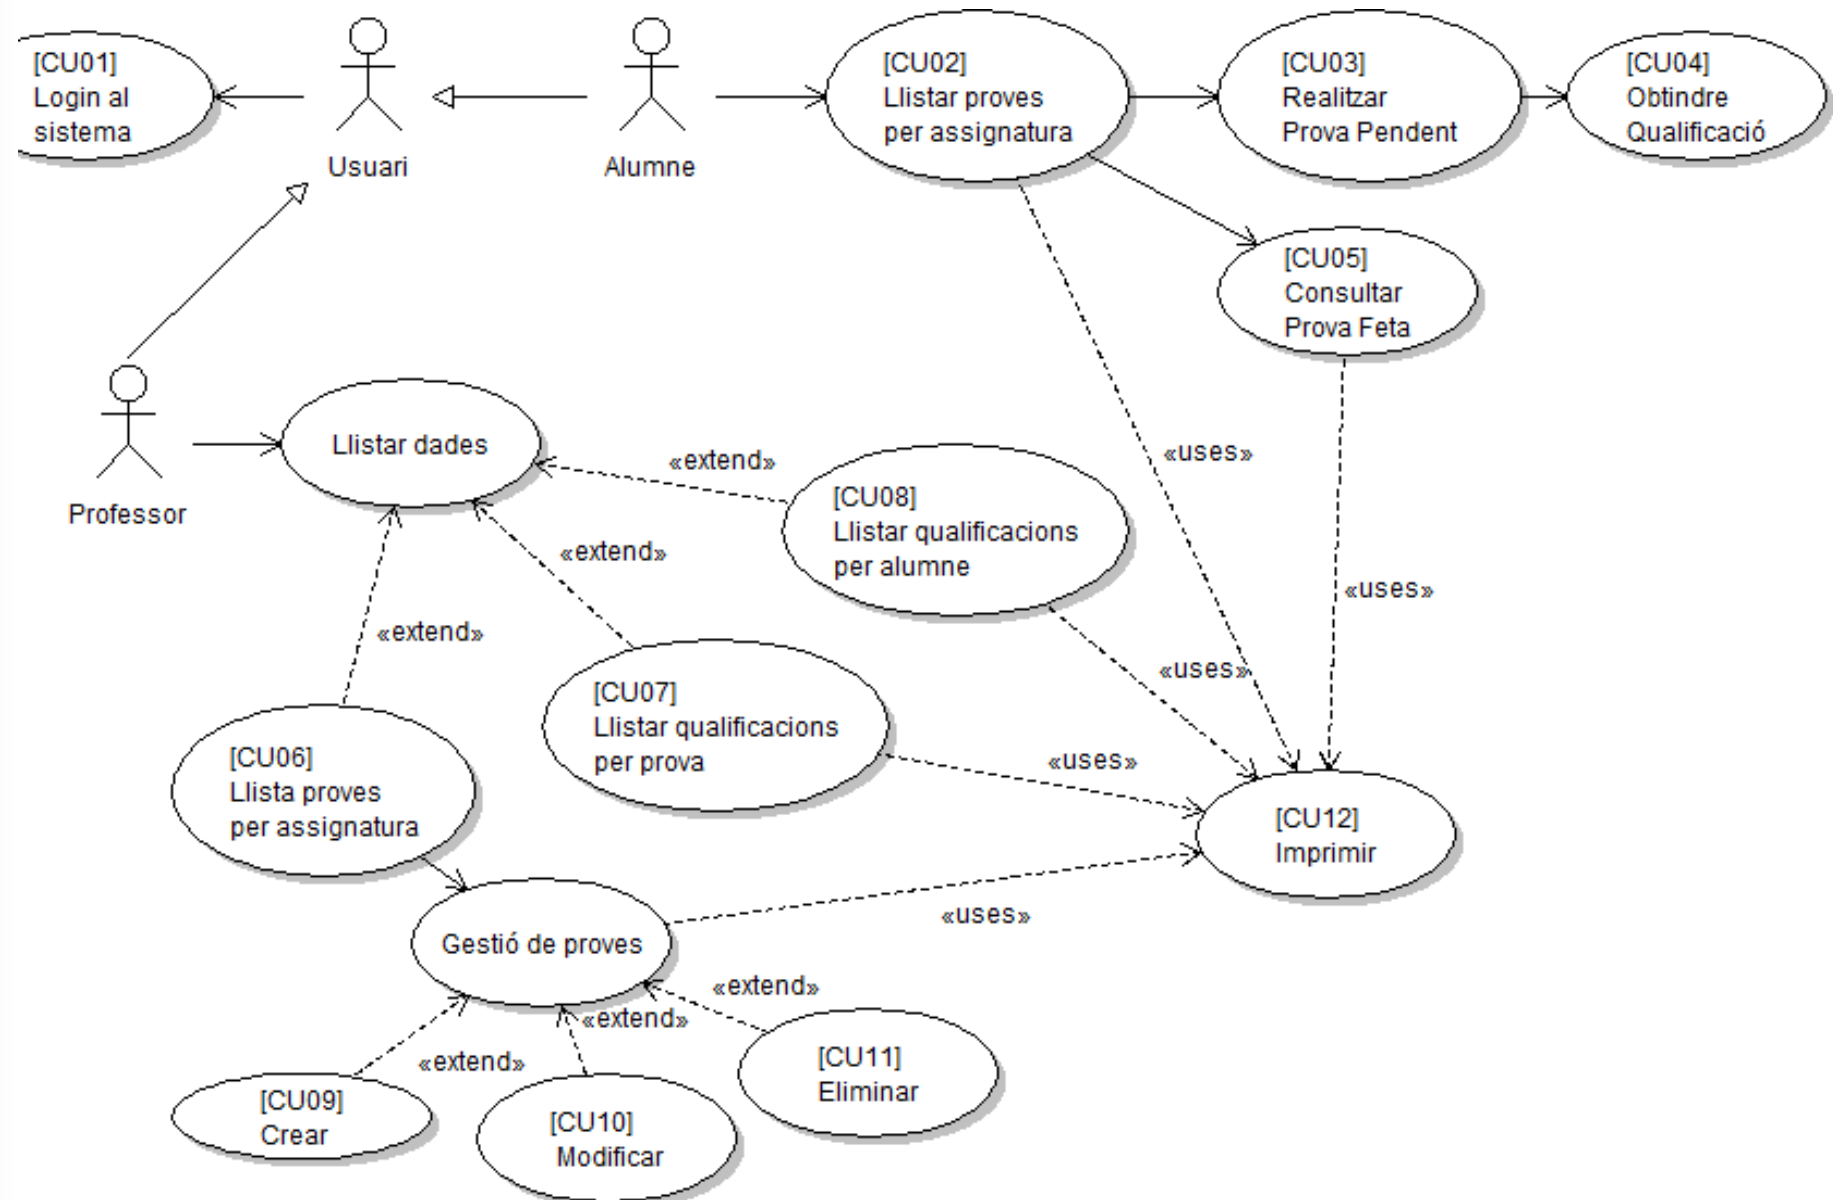 [CU01]
Login al
sistema
Usuari
Alumne
[CU02]
Llistar proves
per assignatura
[CU03]
Realitzar
Prova Pendent
[CU04]
Obtindre
Qualificació
[CU05]
Consultar
Prova Feta
Professor
Llistar dades
«extend»
[CU08]
Llistar qualificacions
per alumne
«uses»
«extend»
«uses»
«extend»
[CU07]
Llistar qualificacions
per prova
«uses»
[CU06]
Llista proves
per assignatura
«uses»
[CU12]
Imprimir
«uses»
Gestió de proves
«extend»
«extend»
«extend»
[CU11]
Eliminar
[CU09]
Crear
[CU10]
Modificar